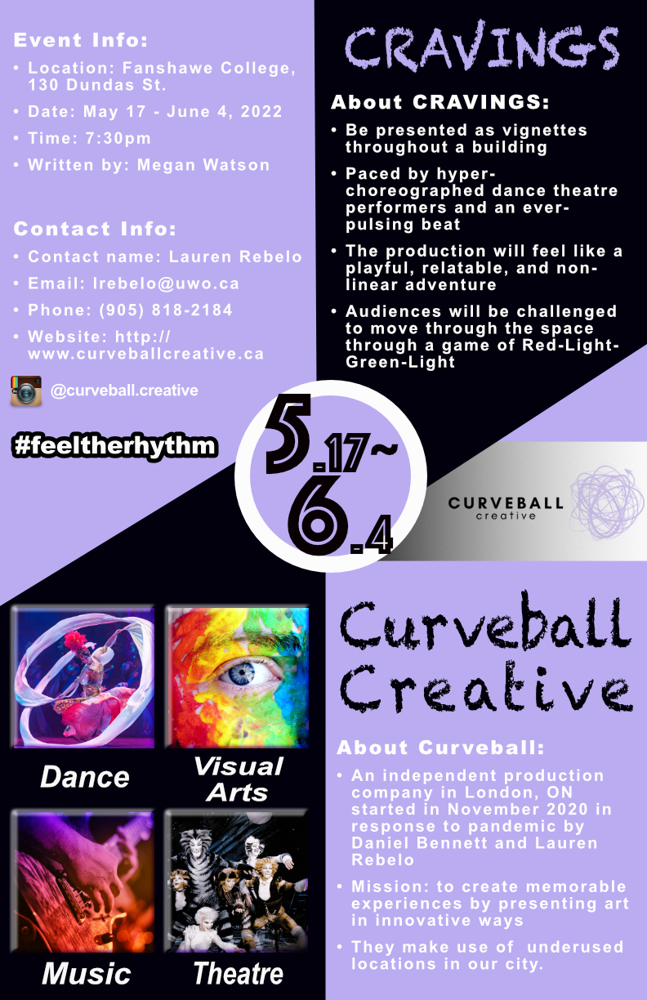 Event Info:
• Location: Fanshawe College,
130 Dundas St.
• Date: May 17 - June 4, 2022
• Time: 7:30pm
• Written by: Megan Watson
Contact Info:
• Contact name: Lauren Rebelo
• Email: lrebelo@uwo.ca
• Phone: (905) 818-2184
• Website: http://
www.curveballcreative.ca
@curveball.creative
#feeltherhythm
CRAVINGS
About CRAVINGS:
• Be presented as vignettes
throughout a building
• Paced by hyper-
choreographed dance theatre
performers and an ever-
pulsing beat
• The production will feel like a
playful, relatable, and non-
linear adventure
• Audiences will be challenged
to move through the space
through a game of Red-Light-
Green-Light
5.17~
6.4
CURVEBALL
creative
Dance
Visual
Arts
Music
Theatre
Curveball
Creative
About Curveball:
• An independent production
company in London, ON
started in November 2020 in
response to pandemic by
Daniel Bennett and Lauren
Rebelo
• Mission: to create memorable
experiences by presenting art
in innovative ways
• They make use of  underused
locations in our city.